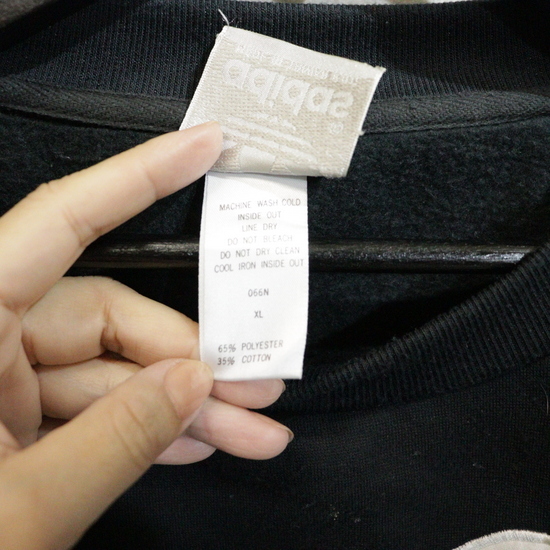 adidas
MACHINE WASH COLD
INSIDE OUT
LINE DRY
DO NOT BLEACH
DO NOT DRY CLEAN
COOL IRON INSIDE OUT
066N
XL
65% POLYESTER
35% COTTON